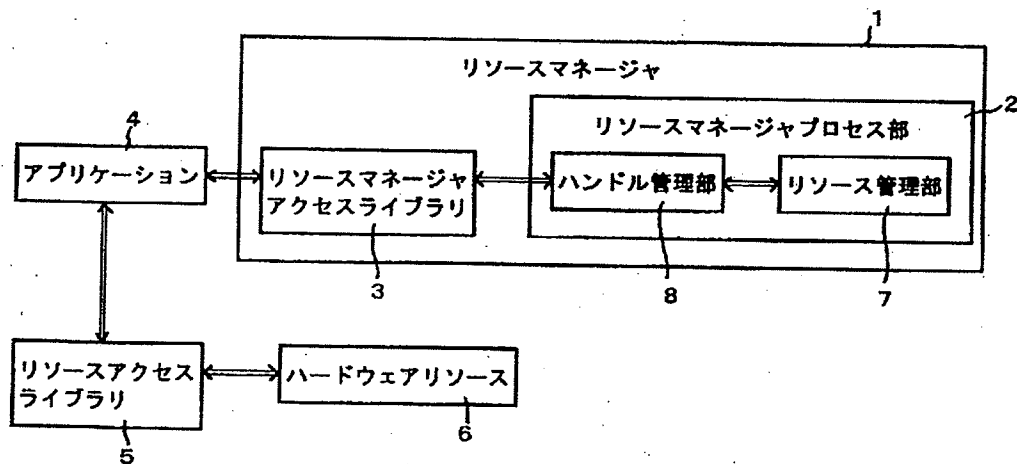 1
リソースマネージャ
2
リソースマネージャプロセス部
4
アプリケーション
リソースマネージャ
アクセスライブラリ
ハンドル管理部
リソース管理部
3
8
7
リソースアクセス
ライブラリ
ハードウェアリソース
5
6